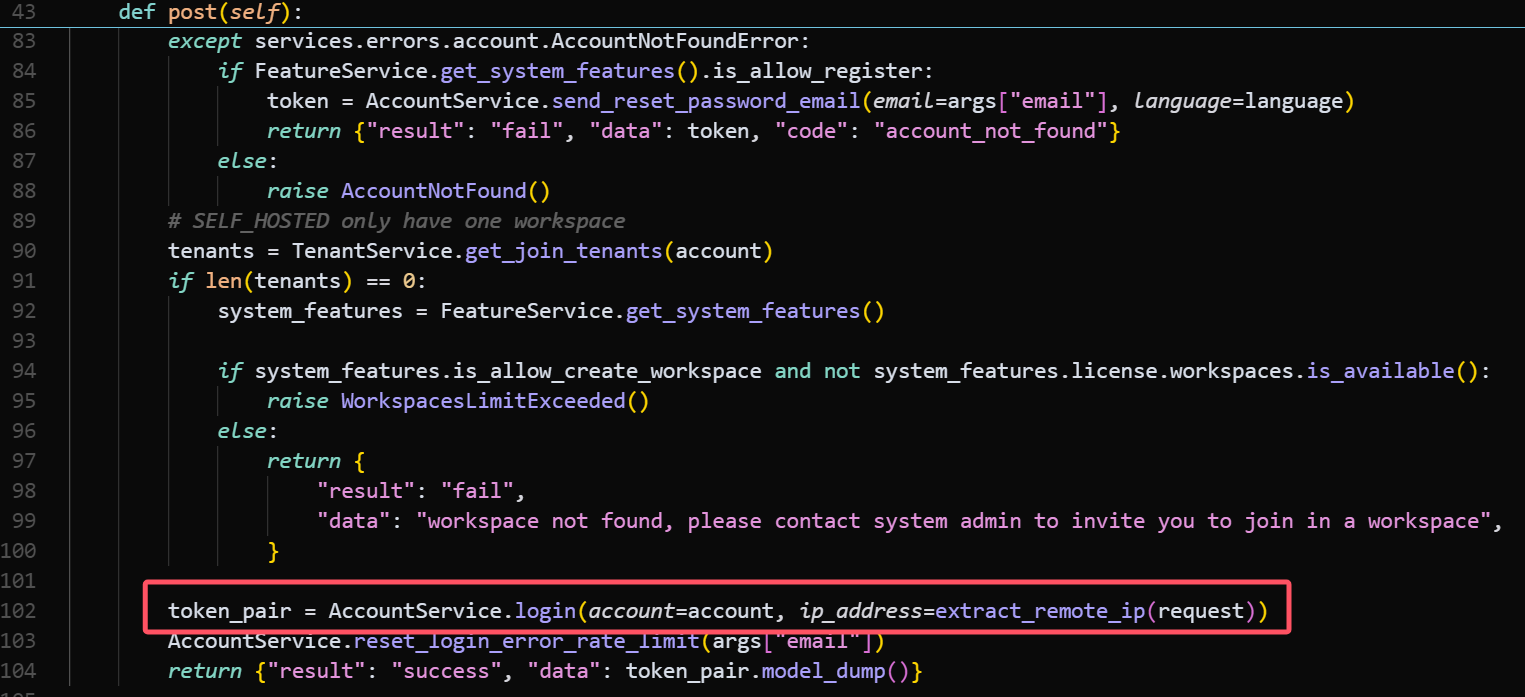 43 def post(self):
83 except services.errors.account.AccountNotFoundError:
84 if FeatureService.get_system_features().is_allow_register:
85 token = AccountService.send_reset_password_email(email=args["email"], language=language)
86 return {"result": "fail", "data": token, "code": "account_not_found"}
87 else:
88 raise AccountNotFound()
89 # SELF_HOSTED only have one workspace
90 tenants = TenantService.get_join_tenants(account)
91 if len(tenants) == 0:
92 system_features = FeatureService.get_system_features()
93
94 if system_features.is_allow_create_workspace and not system_features.license.workspaces.is_available():
95 raise WorkspacesLimitExceeded()
96 else:
97 return {
98 "result": "fail",
99 "data": "workspace not found, please contact system admin to invite you to join in a workspace",
100 }
101
102 token_pair = AccountService.login(account=account, ip_address=extract_remote_ip(request))
103 AccountService.reset_login_error_rate_limit(args["email"])
104 return {"result": "success", "data": token_pair.model_dump()}